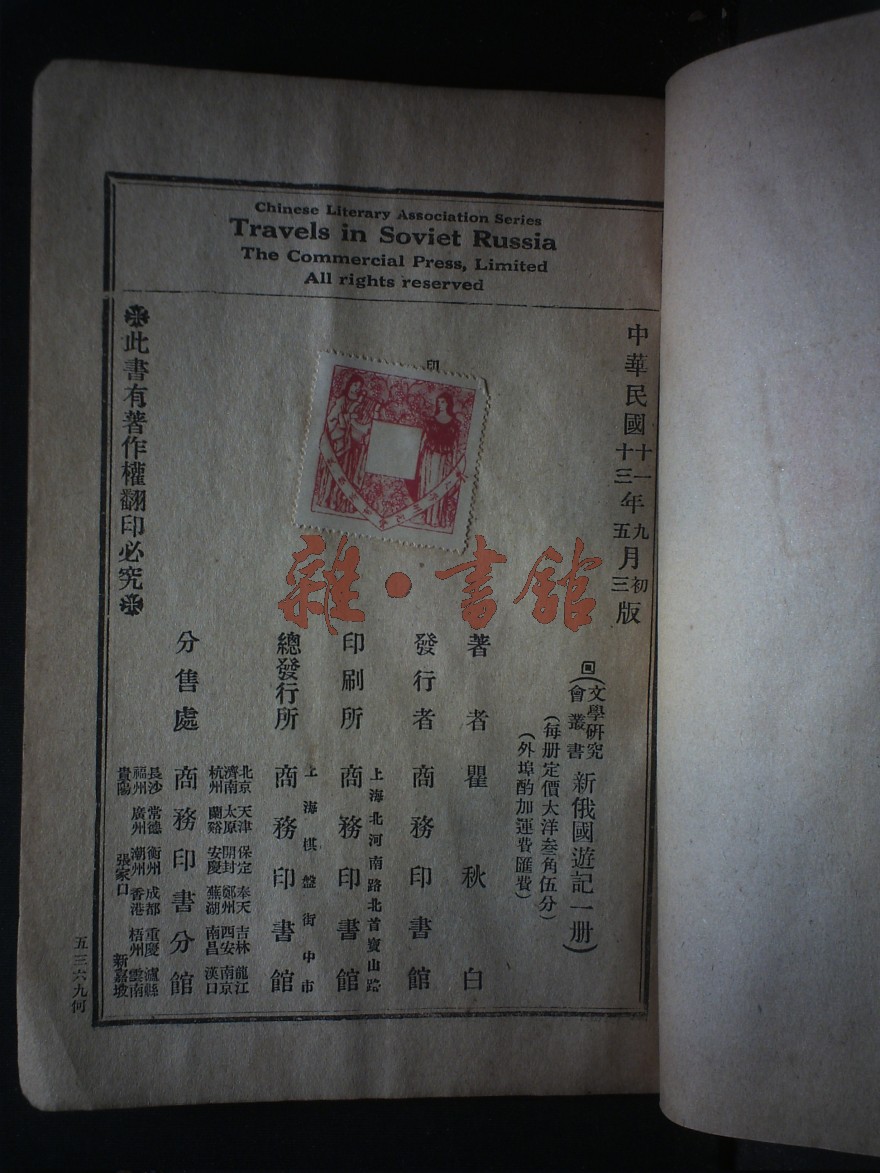 Chinese Literary Association Series
Travels in Soviet Russia
The Commercial Press, Limited
All rights reserved
中華民國十一年九月初版
十三年五月三版
回(文學研究會叢書 新俄國遊記一册)
(每册定價大洋叁角伍分)
(外埠酌加運費匯費)
著者 瞿秋白
發行者 商務印書館
印
印刷所 商務印書館
上海北河南路北首寶山路
總發行所 商務印書館
上海棋盤街中市
分售處 商務印書分館
北京 天津 保定 奉天 吉林 龍江
濟南 太原 開封 鄭州 西安 南京
杭州 蘭谿 安慶 蕪湖 南昌 漢口
長沙 常德 衡州 成都 重慶 瀘縣
福州 廣州 潮州 香港 梧州 雲南
貴陽 張家口 新嘉坡
此書有著作權翻印必究
五三六九何
雜·書館